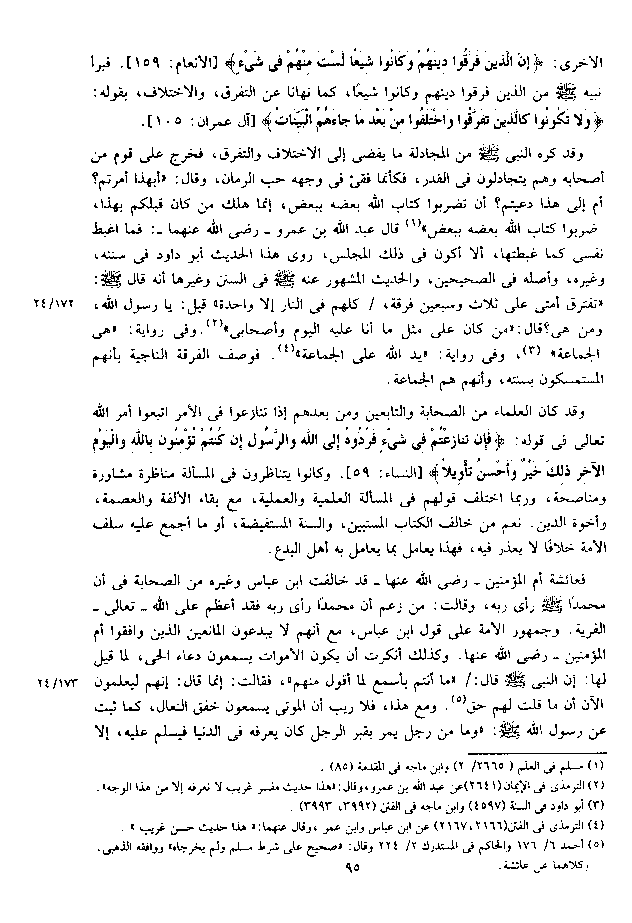 الأخرى: ﴿ إِنَّ الَّذِينَ فَرَّقُوا دِينَهُمْ وَكَانُوا شِيَعًا لَّسْتَ مِنْهُمْ فِى شَىْءٍ ﴾ [الأنعام: ١٥٩]. فبرأ
نبيه ﷺ من الذين فرقوا دينهم وكانوا شيعًا، كما نهانا عن التفرق، والاختلاف، بقوله:
﴿ وَلا تَكُونُوا كَالَّذِينَ تَفَرَّقُوا وَاخْتَلَفُوا مِنْ بَعْدِ مَا جَاءَهُمُ الْبَيِّنَاتُ ﴾ [آل عمران: ١٠٥].
وقد كره النبى ﷺ من المجادلة ما يفضى إلى الاختلاف والتفرق، فخرج على قوم من
أصحابه وهم يتجادلون فى القدر، فكأنما فقئ فى وجهه حب الرمان، وقال: «أبهذا أمرتم؟
أم إلى هذا دعيتم؟ أن تضربوا كتاب الله بعضه ببعض، إنما هلك من كان قبلكم بهذا،
ضربوا كتاب الله بعضه ببعض»(١) قال عبد الله بن عمرو ـ رضى الله عنهما ـ: فما اغبط
نفسى كما غبطتها، ألا أكون فى ذلك المجلس، روى هذا الحديث أبو داود فى سننه،
وغيره، وأصله فى الصحيحين، والحديث المشهور عنه ﷺ فى السنن وغيرها أنه قال ﷺ:
«تفترق أمتى على ثلاث وسبعين فرقة، / كلهم فى النار إلا واحدة» قيل: يا رسول الله،
٢٤/١٧٢
ومن هى؟قال:«من كان على مثل ما أنا عليه اليوم وأصحابى»(٢).وفى رواية: «هى
الجماعة» (٣)، وفى رواية: «يد الله على الجماعة»(٤). فوصف الفرقة الناجية بأنهم
المستمسكون بسنته، وأنهم هم الجماعة.
وقد كان العلماء من الصحابة والتابعين ومن بعدهم إذا تنازعوا فى الأمر اتبعوا أمر الله
تعالى فى قوله: ﴿ فَإِن تَنَازَعْتُمْ فِى شَىْءٍ فَرُدُّوهُ إِلَى اللَّهِ وَالرَّسُولِ إِن كُنتُمْ تُؤْمِنُونَ بِاللَّهِ وَالْيَوْمِ
الآخِرِ ذَلِكَ خَيْرٌ وَأَحْسَنُ تَأْوِيلاً ﴾ [النساء: ٥٩]. وكانوا يتناظرون فى المسألة مناظرة مشاورة
ومناصحة، وربما اختلف قولهم فى المسألة العلمية والعملية، مع بقاء الألفة والعصمة،
وأخوة الدين. نعم من خالف الكتاب المستبين، والسنة المستفيضة، أو ما أجمع عليه سلف
الأمة خلافًا لا يعذر فيه، فهذا يعامل بما يعامل به أهل البدع.
فعائشة أم المؤمنين ـ رضى الله عنها ـ قد خالفت ابن عباس وغيره من الصحابة فى أن
محمدًا ﷺ رأى ربه، وقالت: من زعم أن محمدًا رأى ربه فقد أعظم على الله ـ تعالى ـ
الفرية. وجمهور الأمة على قول ابن عباس، مع أنهم لا يبدعون المانعين الذين وافقوا أم
المؤمنين ـ رضى الله عنها. وكذلك أنكرت أن يكون الأموات يسمعون دعاء الحى، لما قيل
لها: إن النبى ﷺ قال:/ «ما أنتم بأسمع لما أقول منهم»، فقالت: إنما قال: إنهم ليعلمون
٢٤/١٧٣
الآن أن ما قلت لهم حق(٥). ومع هذا، فلا ريب أن الموتى يسمعون خفق النعال، كما ثبت
عن رسول الله ﷺ: «وما من رجل يمر بقبر الرجل كان يعرفه فى الدنيا فيسلم عليه، إلا
(١) مسلم فى العلم ( ٢٦٦٥/ ٢) وابن ماجه فى المقدمة (٨٥) .
(٢) الترمذى فى الإيمان (٢٦٤١)عن عبد الله بن عمرو،وقال:«هذا حديث مفسر غريب لا نعرفه إلا من هذا الوجه».
(٣) أبو داود فى السنة (٤٥٩٧) وابن ماجه فى الفتن (٣٩٩٢، ٣٩٩٣) .
(٤) الترمذى فى الفتن(٢١٦٦،٢١٦٧) عن ابن عباس وابن عمر ،وقال عنهما:« هذا حديث حسن غريب » .
(٥) أحمد ٦/ ١٧٦ والحاكم فى المستدرك ٢/ ٢٢٤ وقال: «صحيح على شرط مسلم ولم يخرجاه» ووافقه الذهبى،
وكلاهما عن عائشة.
٩٥